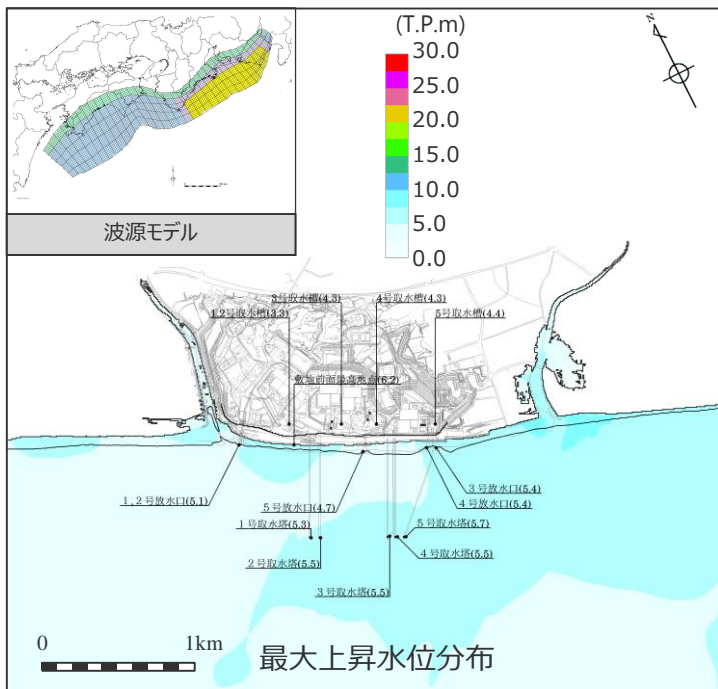 (T.P.m)
30.0
25.0
20.0
15.0
10.0
5.0
0.0
N
波源モデル
3号取水槽(4.3)
4号取水槽(4.3)
1,2号取水槽(3.3)
5号取水槽(4.4)
敷地前面最高地点(6.2)
1,2号放水口(5.1)
5号放水口(4.7)
3号放水口(5.4)
4号放水口(5.4)
1号取水塔(5.3)
5号取水塔(5.7)
2号取水塔(5.5)
4号取水塔(5.5)
3号取水塔(5.5)
0 1km
最大上昇水位分布